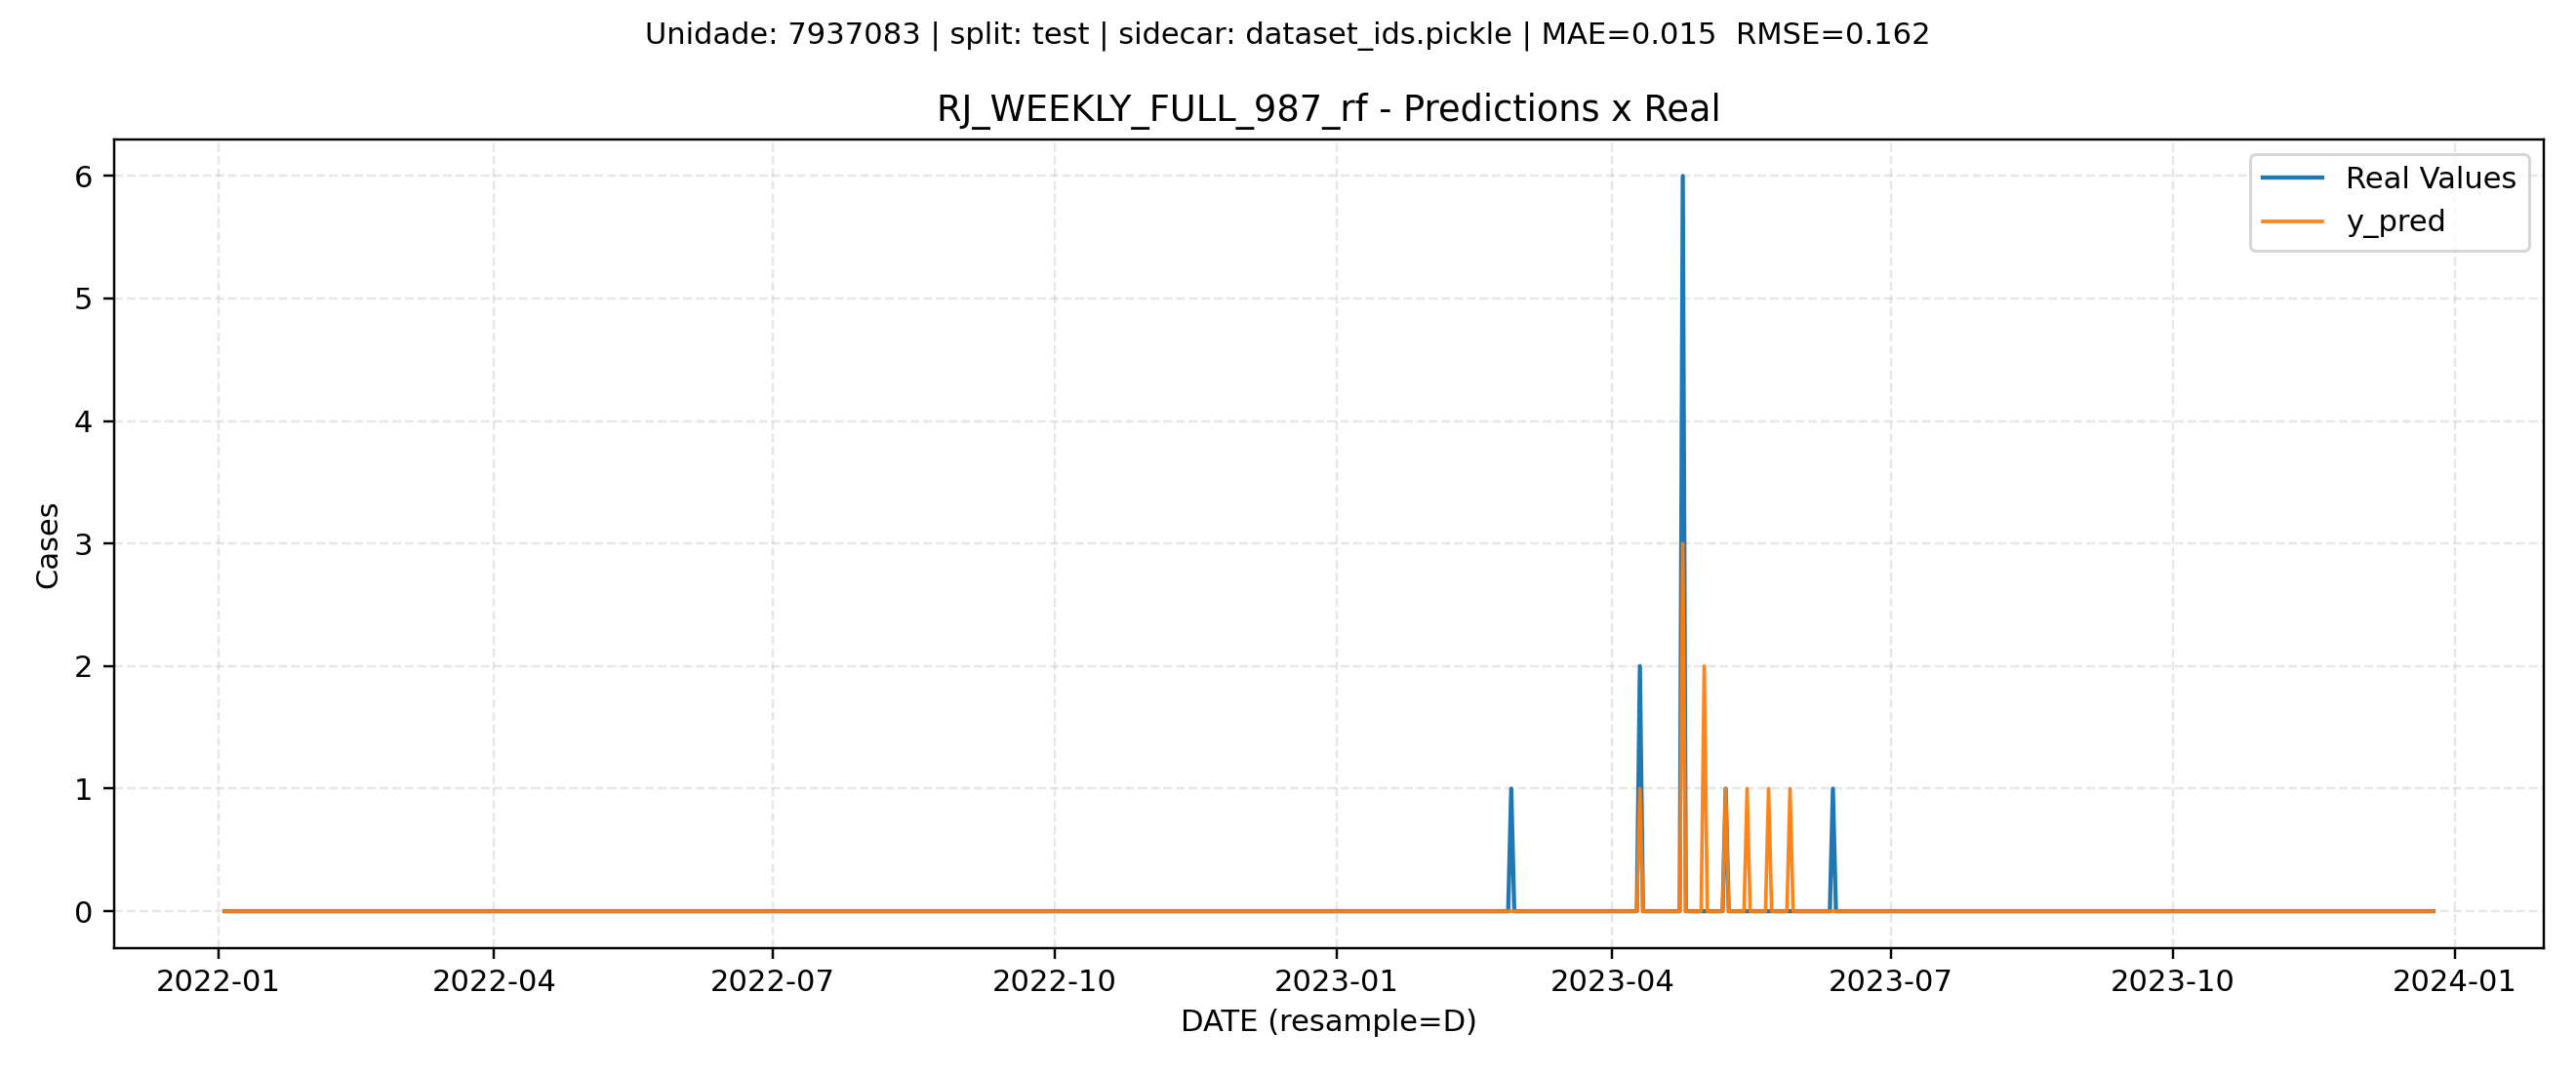 Unidade: 7937083 | split: test | sidecar: dataset_ids.pickle | MAE=0.015  RMSE=0.162
RJ_WEEKLY_FULL_987_rf - Predictions x Real
Real Values
y_pred
Cases
6
5
4
3
2
1
0
2022-01 2022-04 2022-07 2022-10 2023-01 2023-04 2023-07 2023-10 2024-01
DATE (resample=D)